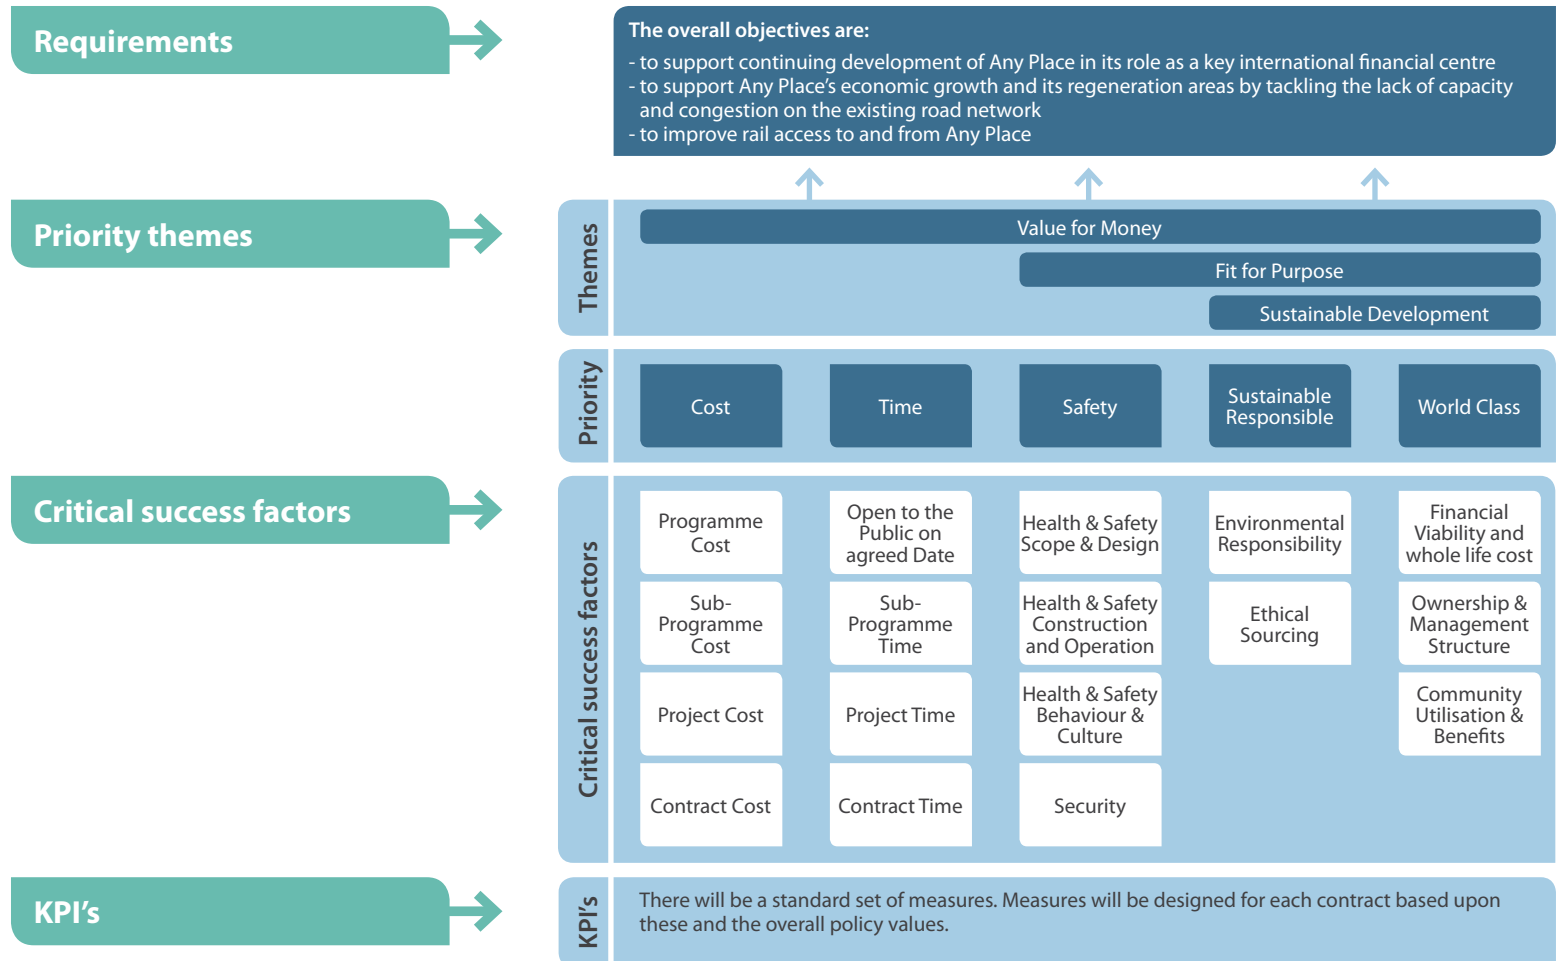 Requirements
The overall objectives are:
- to support continuing development of Any Place in its role as a key international financial centre
- to support Any Place's economic growth and its regeneration areas by tackling the lack of capacity
and congestion on the existing road network
- to improve rail access to and from Any Place
Priority themes
Themes
Value for Money
Fit for Purpose
Sustainable Development
Priority
Cost
Time
Safety
Sustainable
Responsible
World Class
Critical success factors
Critical success factors
Programme
Cost
Open to the
Public on
agreed Date
Health & Safety
Scope & Design
Environmental
Responsibility
Financial
Viability and
whole life cost
Sub-
Programme
Cost
Sub-
Programme
Time
Health & Safety
Construction
and Operation
Ethical
Sourcing
Ownership &
Management
Structure
Project Cost
Project Time
Health & Safety
Behaviour &
Culture
Community
Utilisation &
Benefits
Contract Cost
Contract Time
Security
KPI's
KPI's
There will be a standard set of measures. Measures will be designed for each contract based upon
these and the overall policy values.